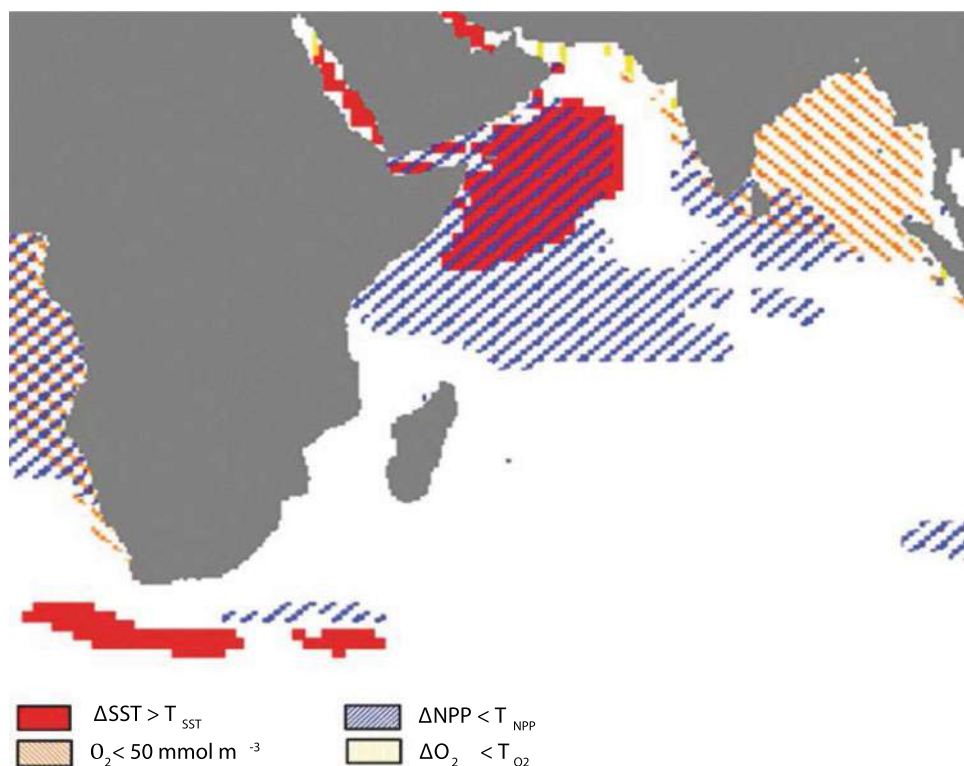 ΔSST > T SST
ΔNPP < T NPP
O2 < 50 mmol m -3
ΔO2 < T O2